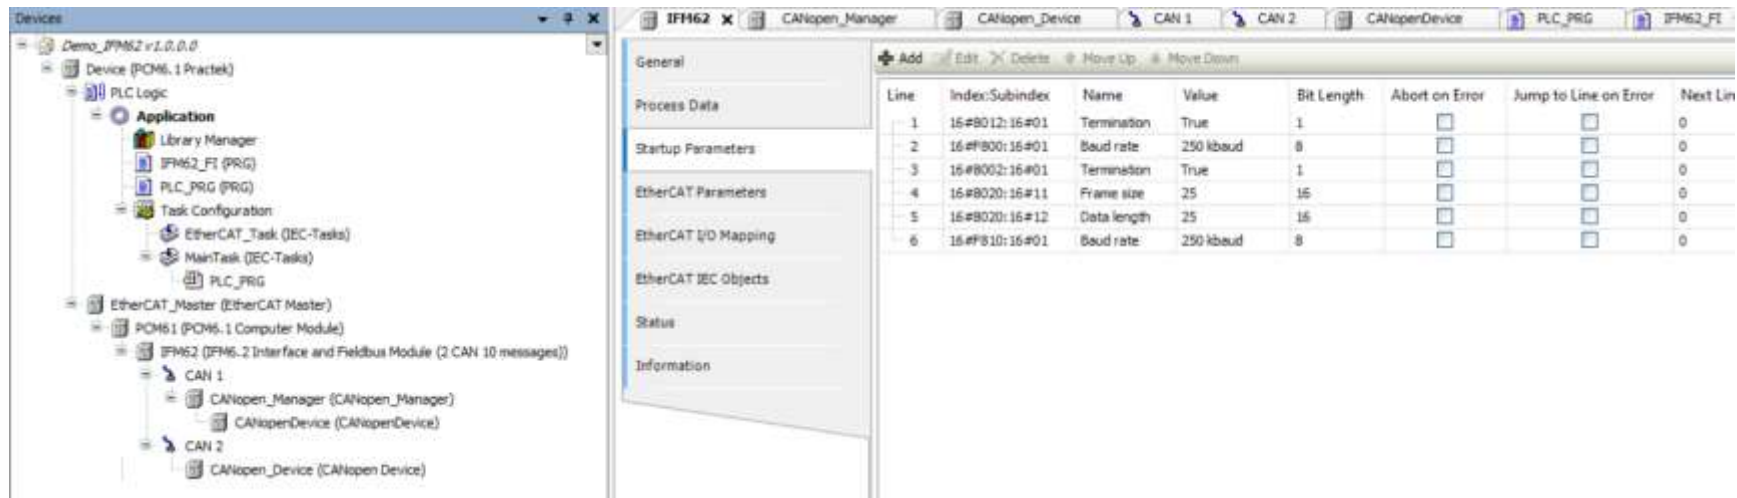 Devices
Demo_IFM62 v1.0.0.0
Device (PCM6.1 Practek)
PLC Logic
Application
Library Manager
IFM62_FI (PRG)
PLC_PRG (PRG)
Task Configuration
EtherCAT_Task (IEC-Tasks)
MainTask (IEC-Tasks)
PLC_PRG
EtherCAT_Master (EtherCAT Master)
PCM61 (PCM6.1 Computer Module)
IFM62 (IFM6.2 Interface and Fieldbus Module (2 CAN 10 messages))
CAN 1
CANopen_Manager (CANopen_Manager)
CANopenDevice (CANopenDevice)
CAN 2
CANopen_Device (CANopen Device)
IFM62 CANopen_Manager CANopen_Device CAN 1 CAN 2 CANopenDevice PLC_PRG IFM62_FI
General
Process Data
Startup Parameters
EtherCAT Parameters
EtherCAT I/O Mapping
EtherCAT IEC Objects
Status
Information
Add Edit Delete Move Up Move Down
Line Index:Subindex Name Value Bit Length Abort on Error Jump to Line on Error Next Lin
1 16#8012:16#01 Termination True 1 0
2 16#F800:16#01 Baud rate 250 kbaud 8 0
3 16#8002:16#01 Termination True 1 0
4 16#8020:16#11 Frame size 25 16 0
5 16#8020:16#12 Data length 25 16 0
6 16#F810:16#01 Baud rate 250 kbaud 8 0